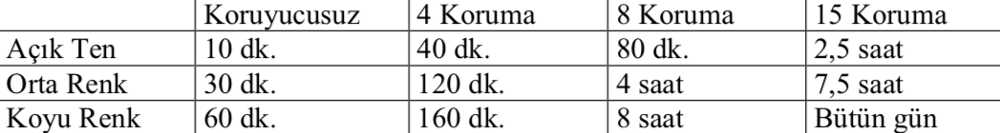 Koruyucusuz 4 Koruma 8 Koruma 15 Koruma
Açık Ten 10 dk. 40 dk. 80 dk. 2,5 saat
Orta Renk 30 dk. 120 dk. 4 saat 7,5 saat
Koyu Renk 60 dk. 160 dk. 8 saat Bütün gün